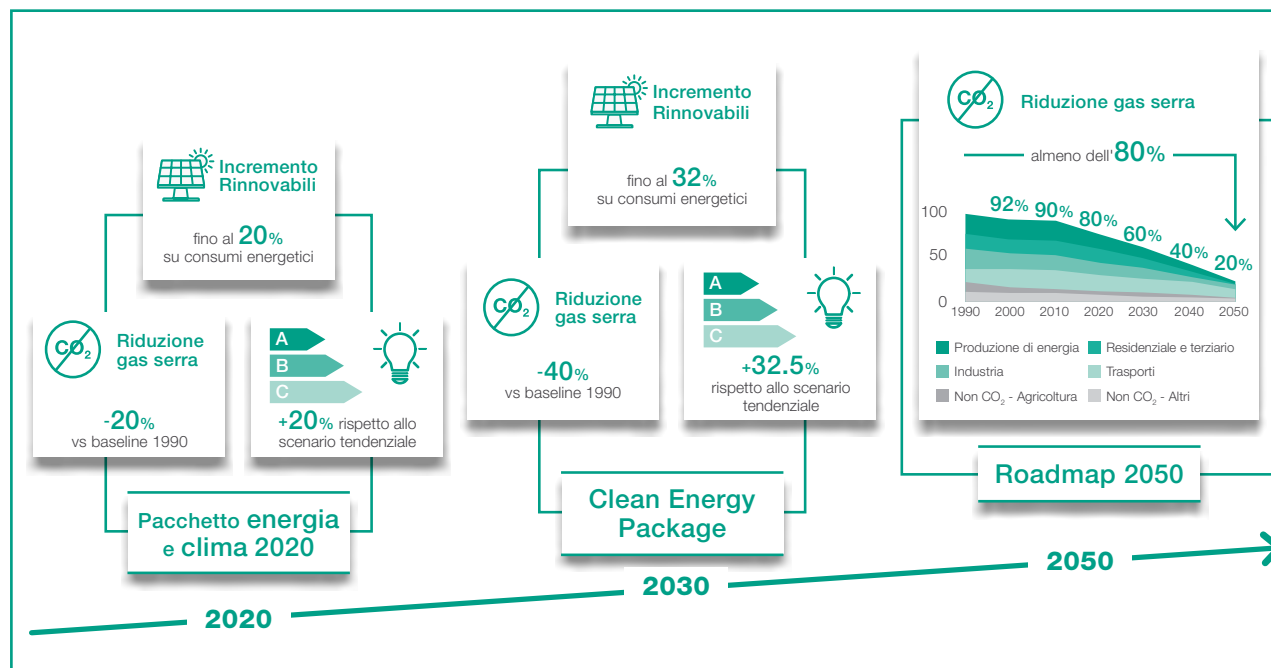 Incremento
Rinnovabili
fino al 20%
su consumi energetici
CO2
Riduzione
gas serra
-20%
vs baseline 1990
A
B
C
+20% rispetto allo
scenario tendenziale
Pacchetto energia
e clima 2020
2020
Incremento
Rinnovabili
fino al 32%
su consumi energetici
CO2
Riduzione
gas serra
-40%
vs baseline 1990
A
B
C
+32.5%
rispetto allo scenario
tendenziale
Clean Energy
Package
2030
CO2
Riduzione gas serra
almeno dell'80%
100
50
0
92% 90% 80% 60% 40% 20%
1990 2000 2010 2020 2030 2040 2050
Produzione di energia Residenziale e terziario
Industria Trasporti
Non CO2 - Agricoltura Non CO2 - Altri
Roadmap 2050
2050